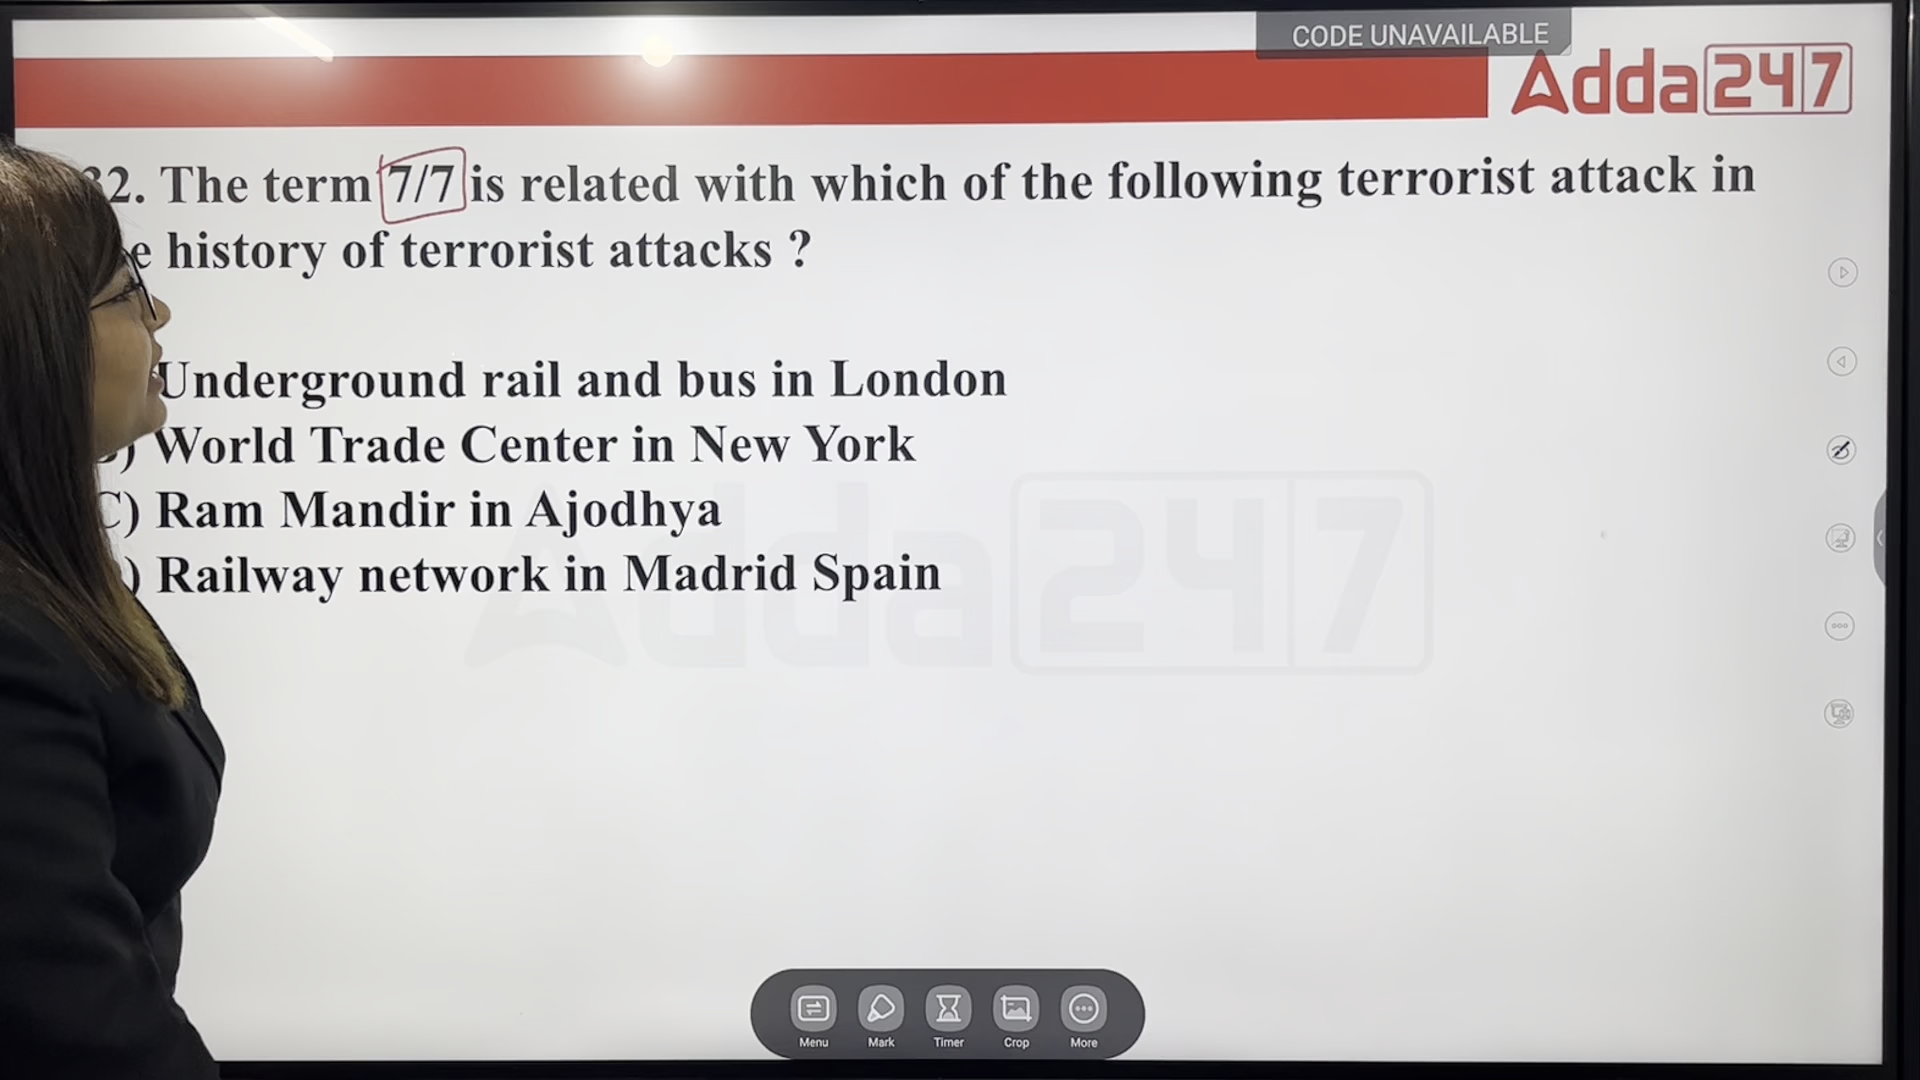 CODE UNAVAILABLE
Adda247
32. The term 7/7 is related with which of the following terrorist attack in
e history of terrorist attacks ?
Underground rail and bus in London
) World Trade Center in New York
C) Ram Mandir in Ajodhya
) Railway network in Madrid Spain
Adda247
Menu Mark Timer Crop More